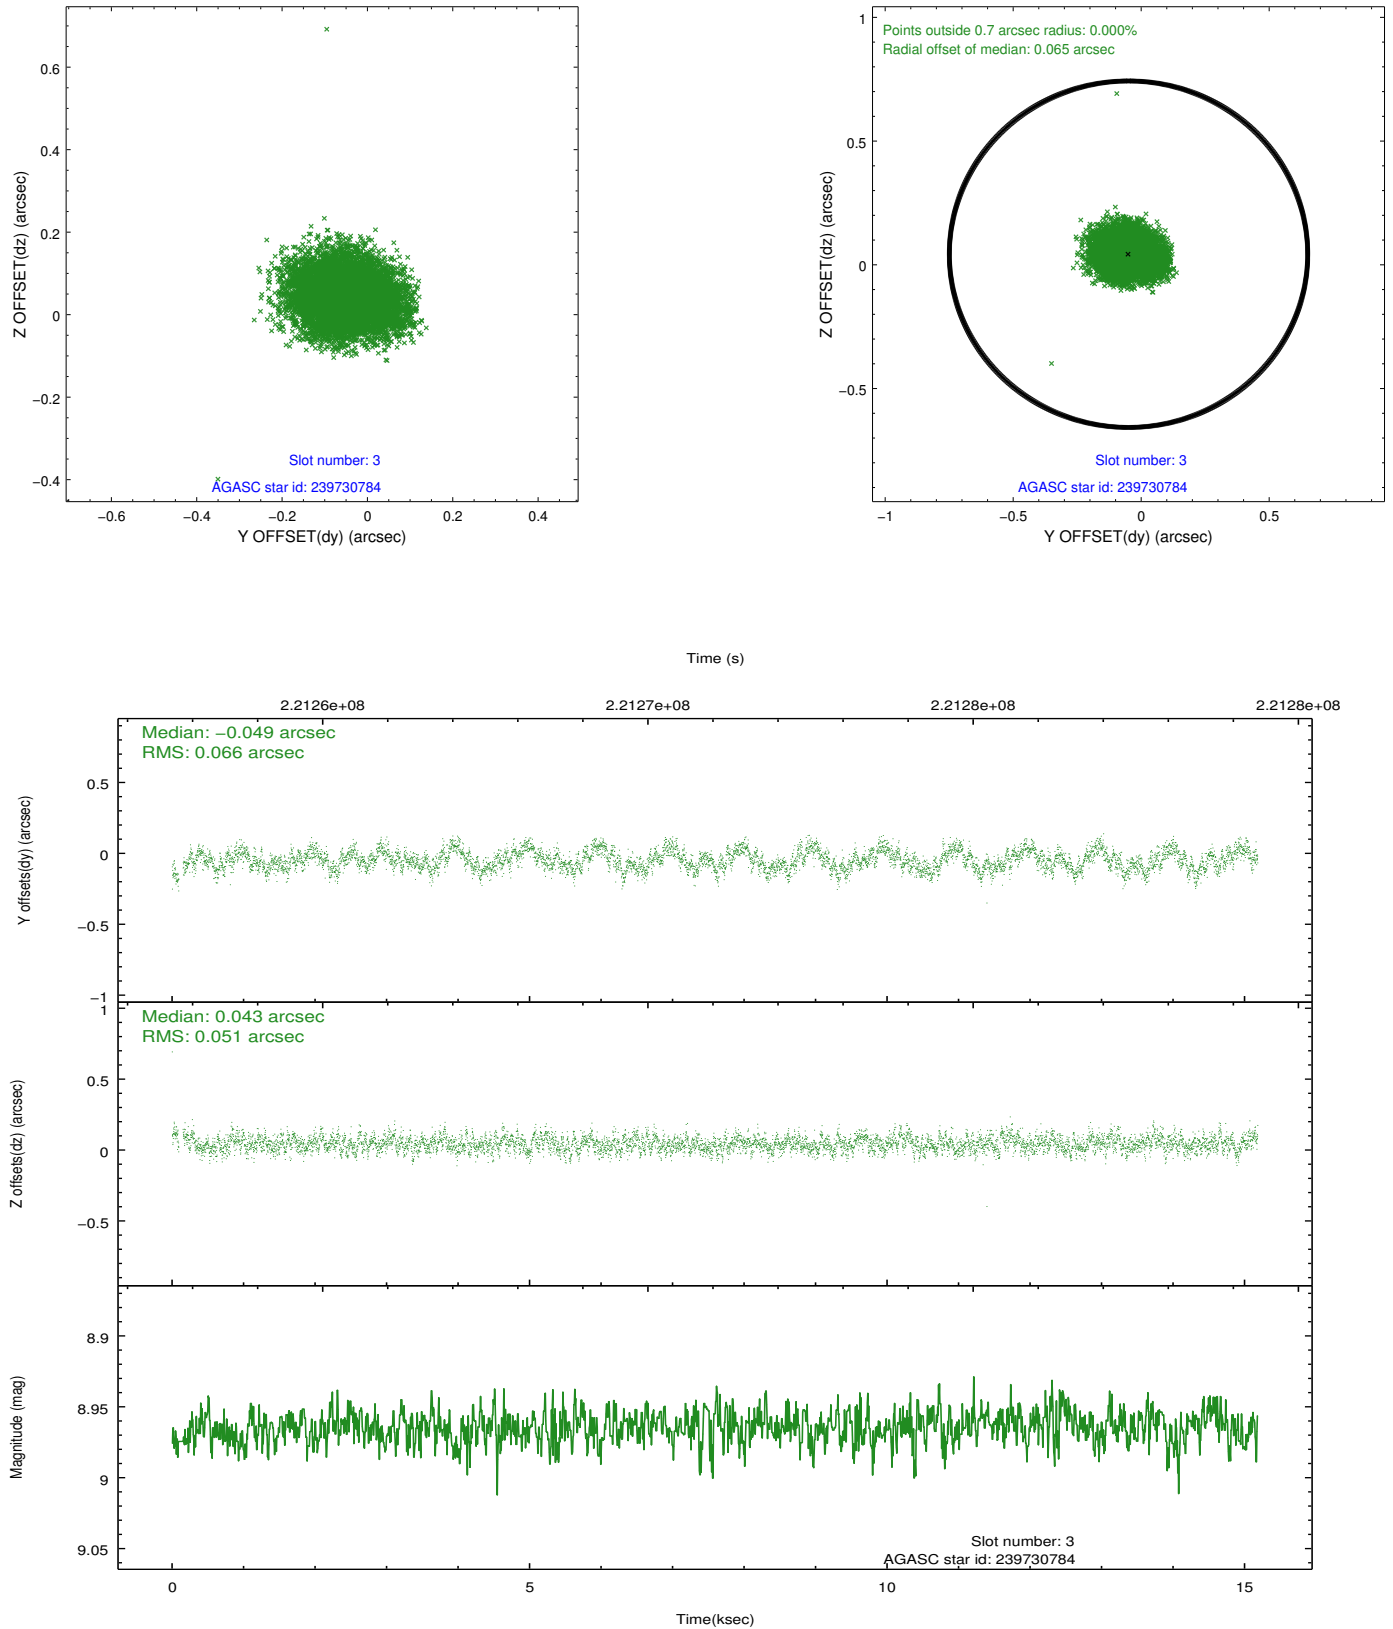 0.6
0.4
0.2
0
−0.2
−0.4
Z OFFSET(dz) (arcsec)
Slot number: 3
AGASC star id: 239730784
−0.6
−0.4
−0.2
0
0.2
0.4
Y OFFSET(dy) (arcsec)
1
0.5
0
−0.5
Z OFFSET(dz) (arcsec)
Points outside 0.7 arcsec radius: 0.000%
Radial offset of median: 0.065 arcsec
Slot number: 3
AGASC star id: 239730784
−1
−0.5
0
0.5
Y OFFSET(dy) (arcsec)
Time (s)
2.2126e+08
2.2127e+08
2.2128e+08
2.2128e+08
Median: −0.049 arcsec
RMS: 0.066 arcsec
0.5
0
−0.5
−1
Y offsets(dy) (arcsec)
Median: 0.043 arcsec
RMS: 0.051 arcsec
1
0.5
0
−0.5
Z offsets(dz) (arcsec)
8.9
8.95
9
9.05
Magnitude (mag)
Slot number: 3
AGASC star id: 239730784
0
5
10
15
Time(ksec)